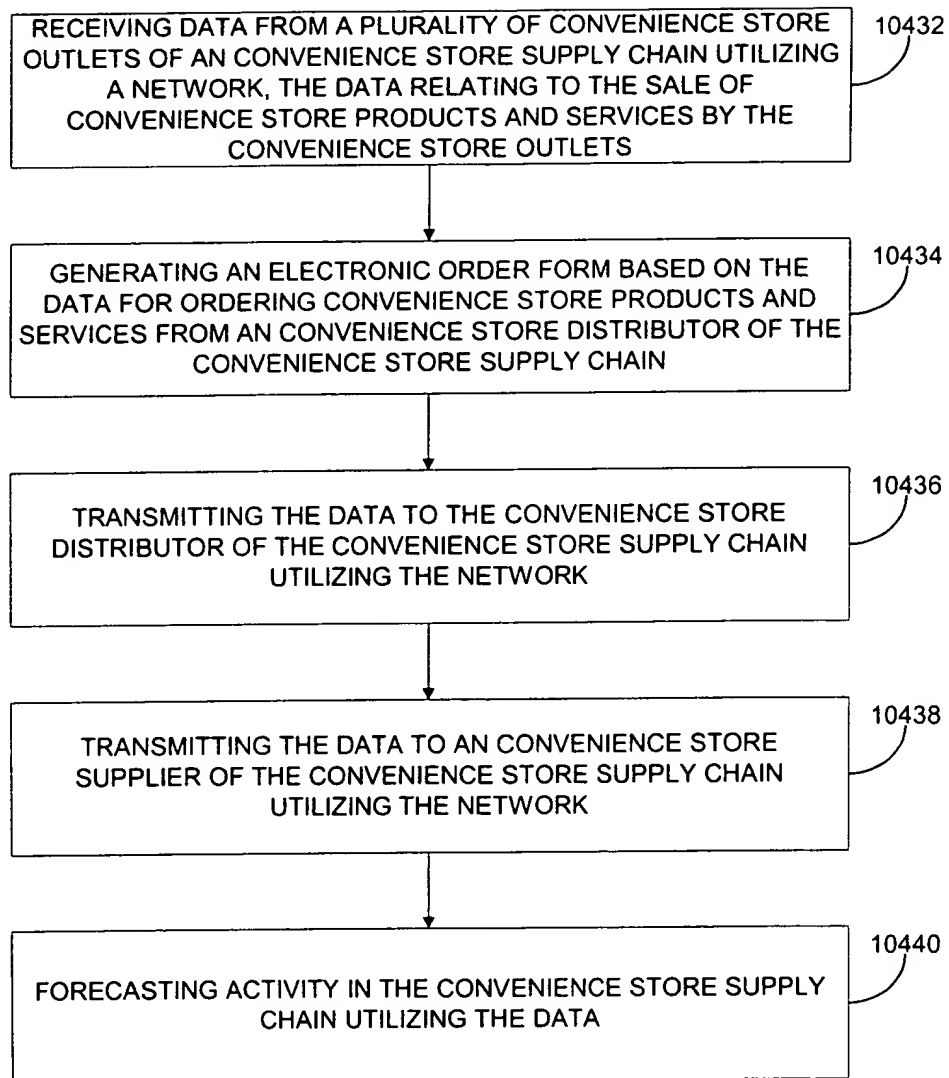 RECEIVING DATA FROM A PLURALITY OF CONVENIENCE STORE
OUTLETS OF AN CONVENIENCE STORE SUPPLY CHAIN UTILIZING
A NETWORK, THE DATA RELATING TO THE SALE OF
CONVENIENCE STORE PRODUCTS AND SERVICES BY THE
CONVENIENCE STORE OUTLETS
10432
GENERATING AN ELECTRONIC ORDER FORM BASED ON THE
DATA FOR ORDERING CONVENIENCE STORE PRODUCTS AND
SERVICES FROM AN CONVENIENCE STORE DISTRIBUTOR OF THE
CONVENIENCE STORE SUPPLY CHAIN
10434
TRANSMITTING THE DATA TO THE CONVENIENCE STORE
DISTRIBUTOR OF THE CONVENIENCE STORE SUPPLY CHAIN
UTILIZING THE NETWORK
10436
TRANSMITTING THE DATA TO AN CONVENIENCE STORE
SUPPLIER OF THE CONVENIENCE STORE SUPPLY CHAIN
UTILIZING THE NETWORK
10438
FORECASTING ACTIVITY IN THE CONVENIENCE STORE SUPPLY
CHAIN UTILIZING THE DATA
10440